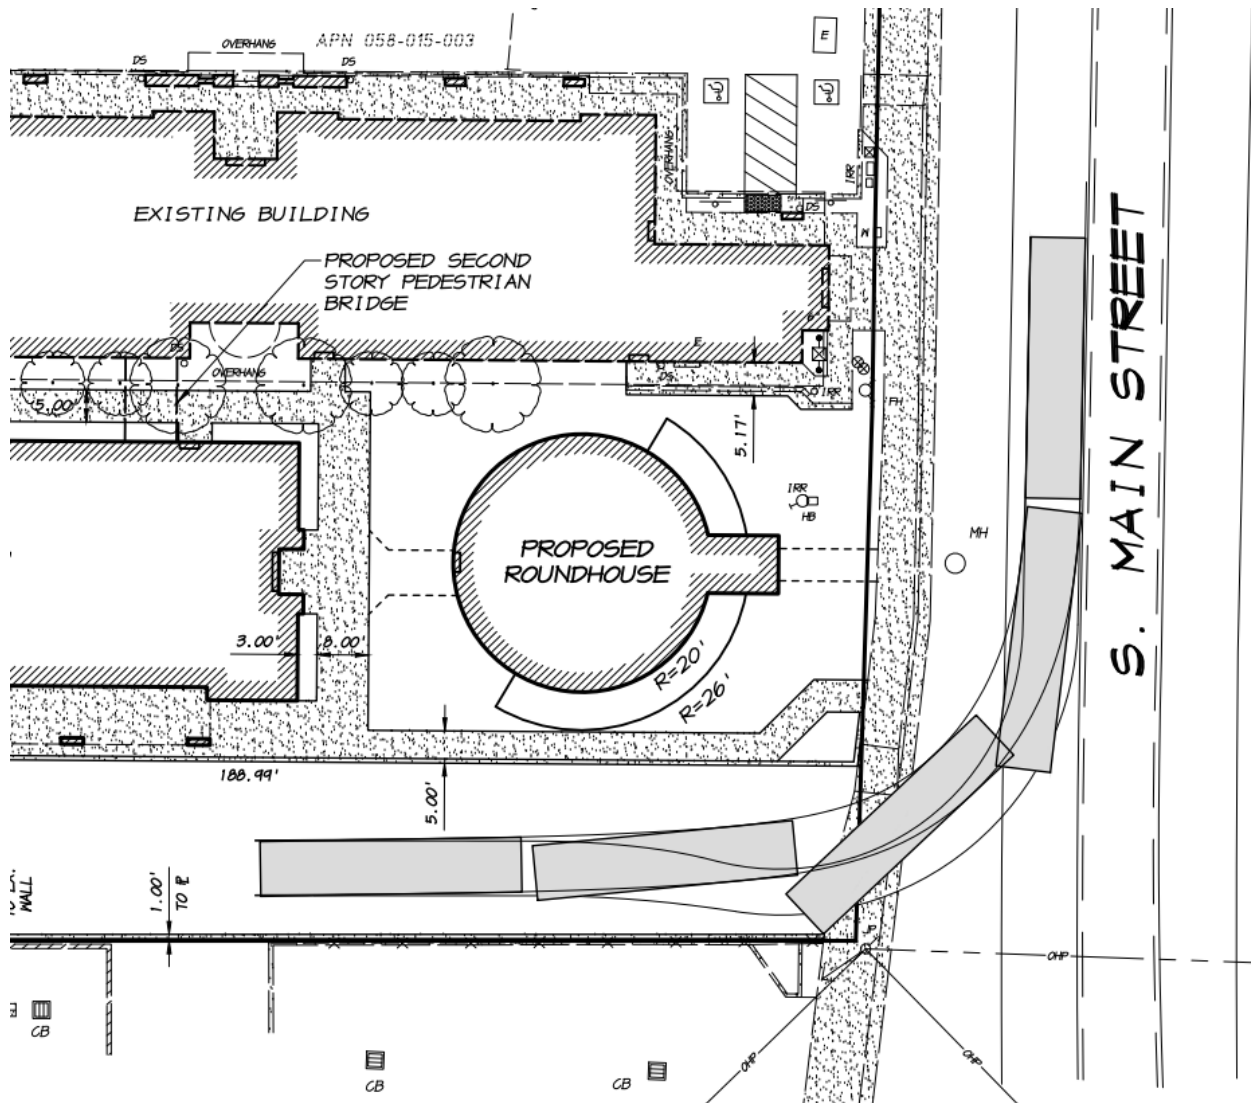 OVERHANG
APN 058-015-003
E
DS
DS
OVERHANG
IRR
DS
W
EXISTING BUILDING
PROPOSED SECOND
STORY PEDESTRIAN
BRIDGE
S. MAIN STREET
DS
E
OVERHANG
DS
IRR
FH
5.00'
5.17'
IRR
HB
MH
PROPOSED
ROUNDHOUSE
3.00'
8.00'
R=20'
R=26'
188.99'
5.00'
WALL
1.00'
TO PL
JP
OHP
OHP
OHP
CB
CB
CB